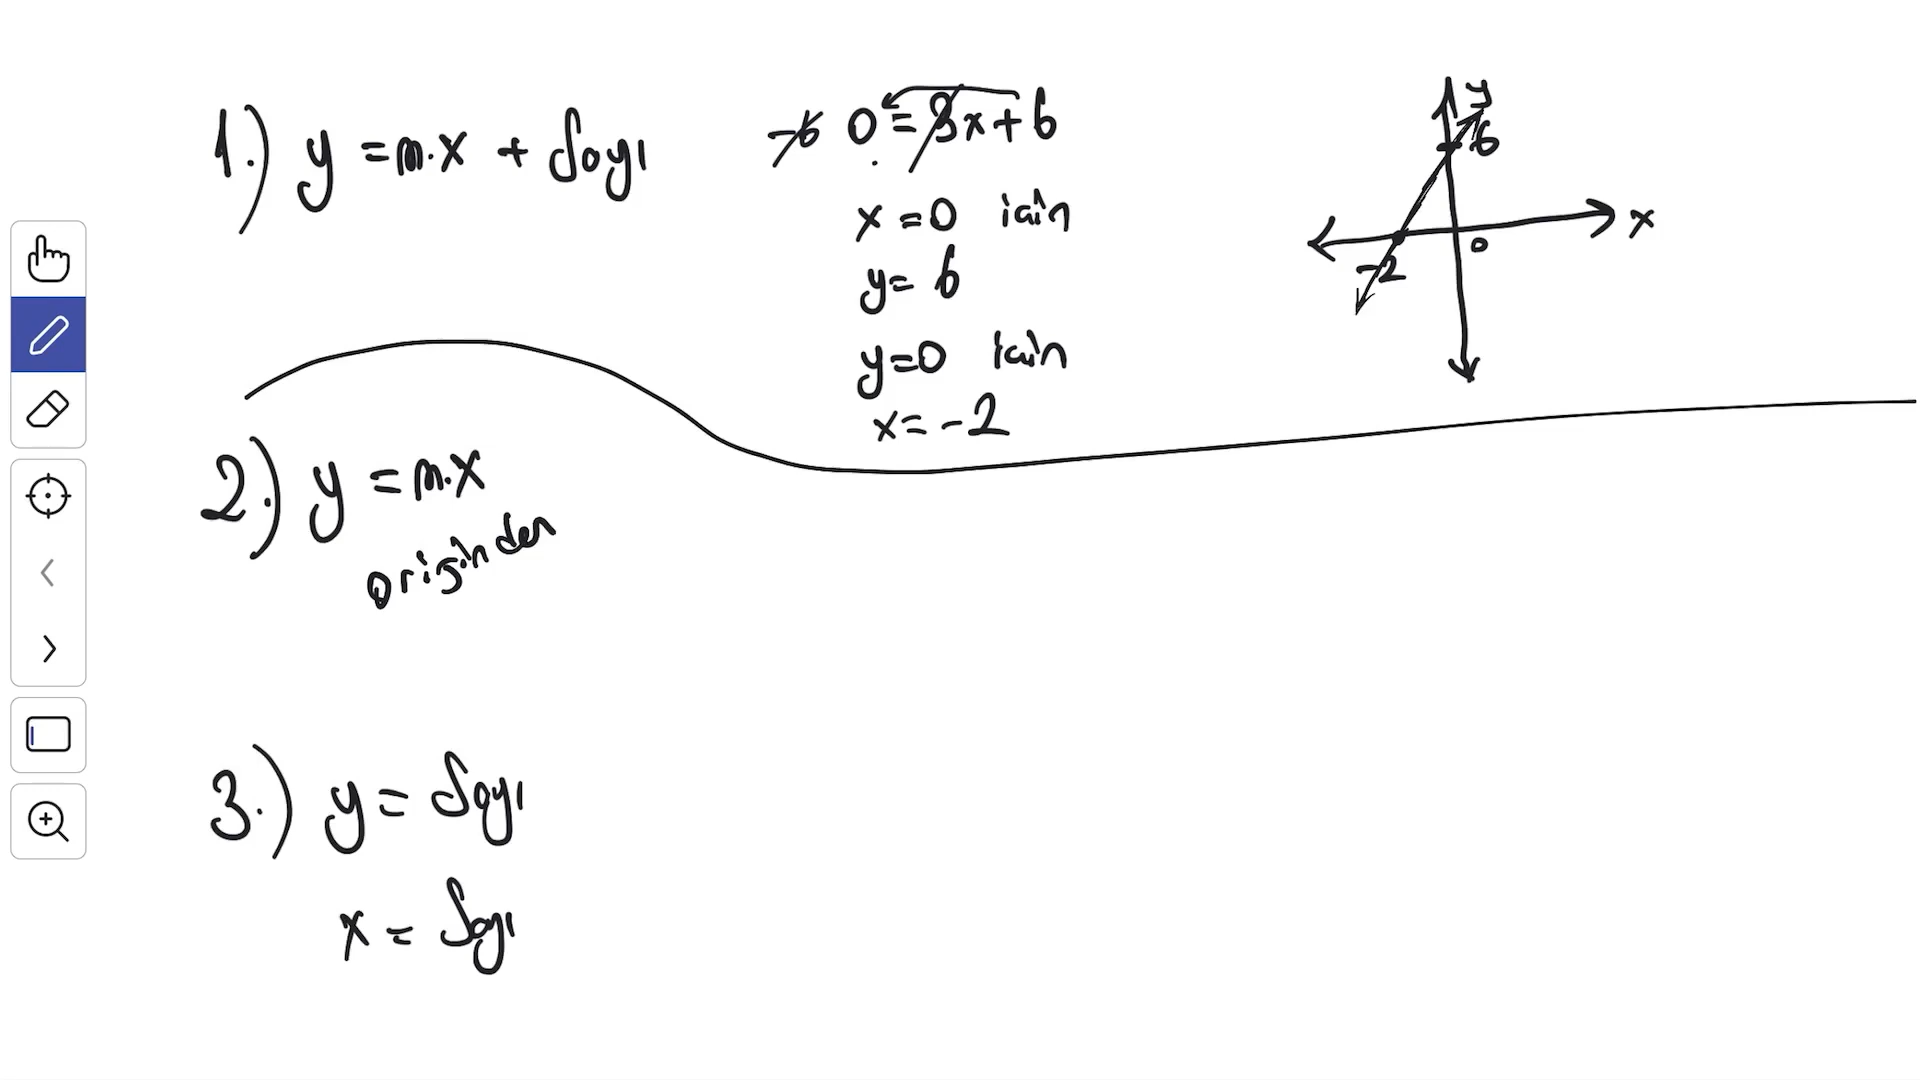 1.) y = m.x + Sayı
-6 0 = 3x + 6
x = 0 için
y = 6
y = 0 için
x = -2
y
6
x
0
-2
2.) y = m.x
originden
3.) y = Sayı
x = Sayı